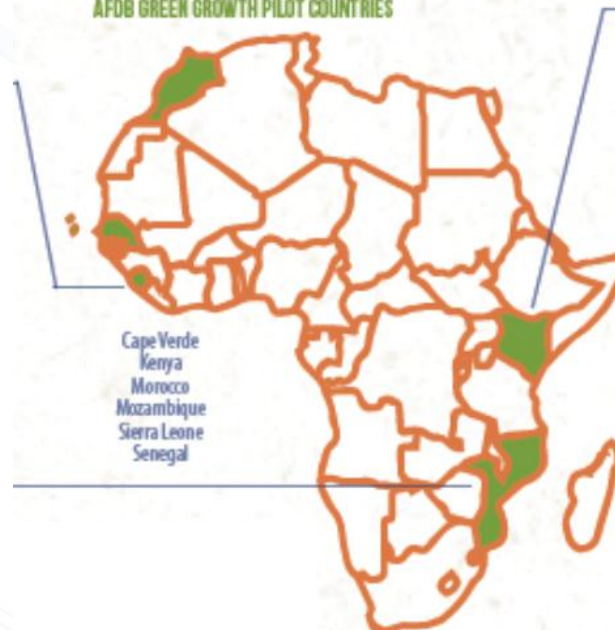 AFDB GREEN GROWTH PILOT COUNTRIES
Cape Verde
Kenya
Morocco
Mozambique
Sierra Leone
Senegal